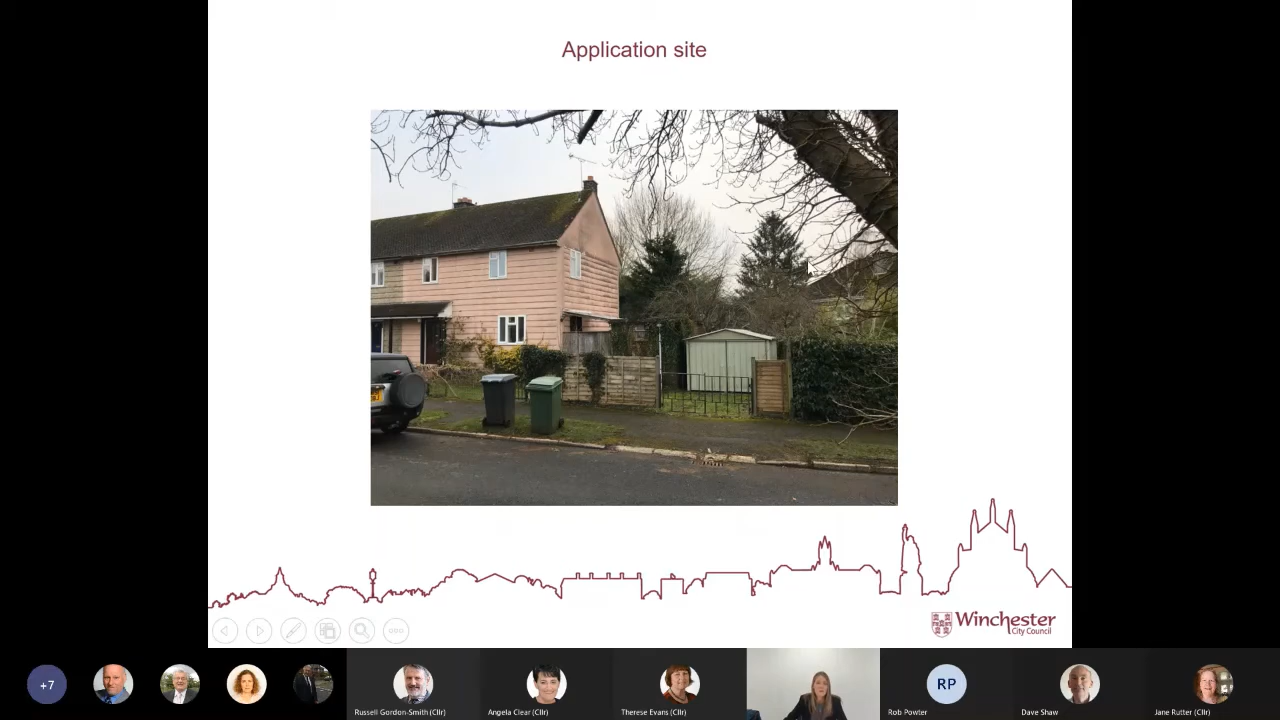 Application site
Winchester
City Council
+7
Russell Gordon-Smith (Cllr)
Angela Clear (Cllr)
Therese Evans (Cllr)
RP
Rob Powter
Dave Shaw
Jane Rutter (Cllr)